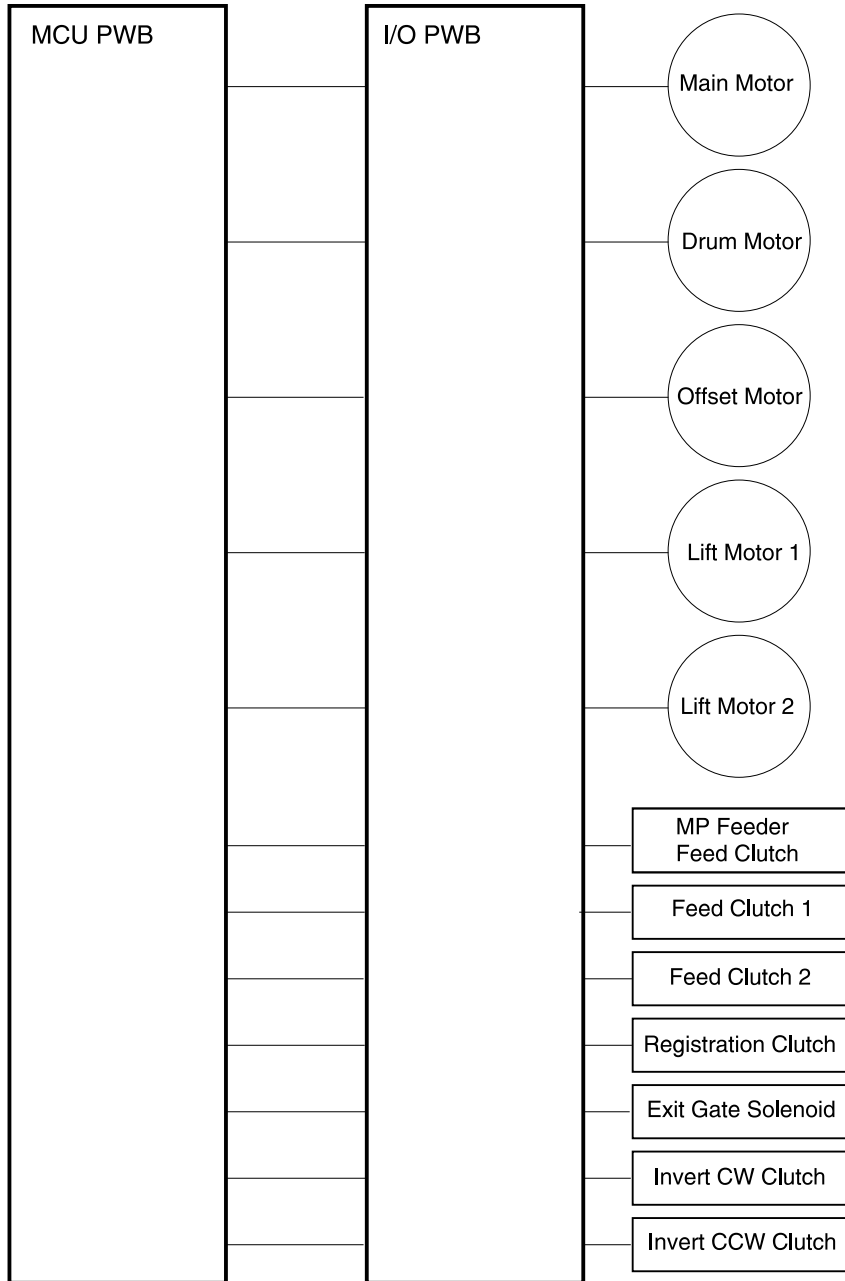 MCU PWB
I/O PWB
Main Motor
Drum Motor
Offset Motor
Lift Motor 1
Lift Motor 2
MP Feeder
Feed Clutch
Feed Clutch 1
Feed Clutch 2
Registration Clutch
Exit Gate Solenoid
Invert CW Clutch
Invert CCW Clutch